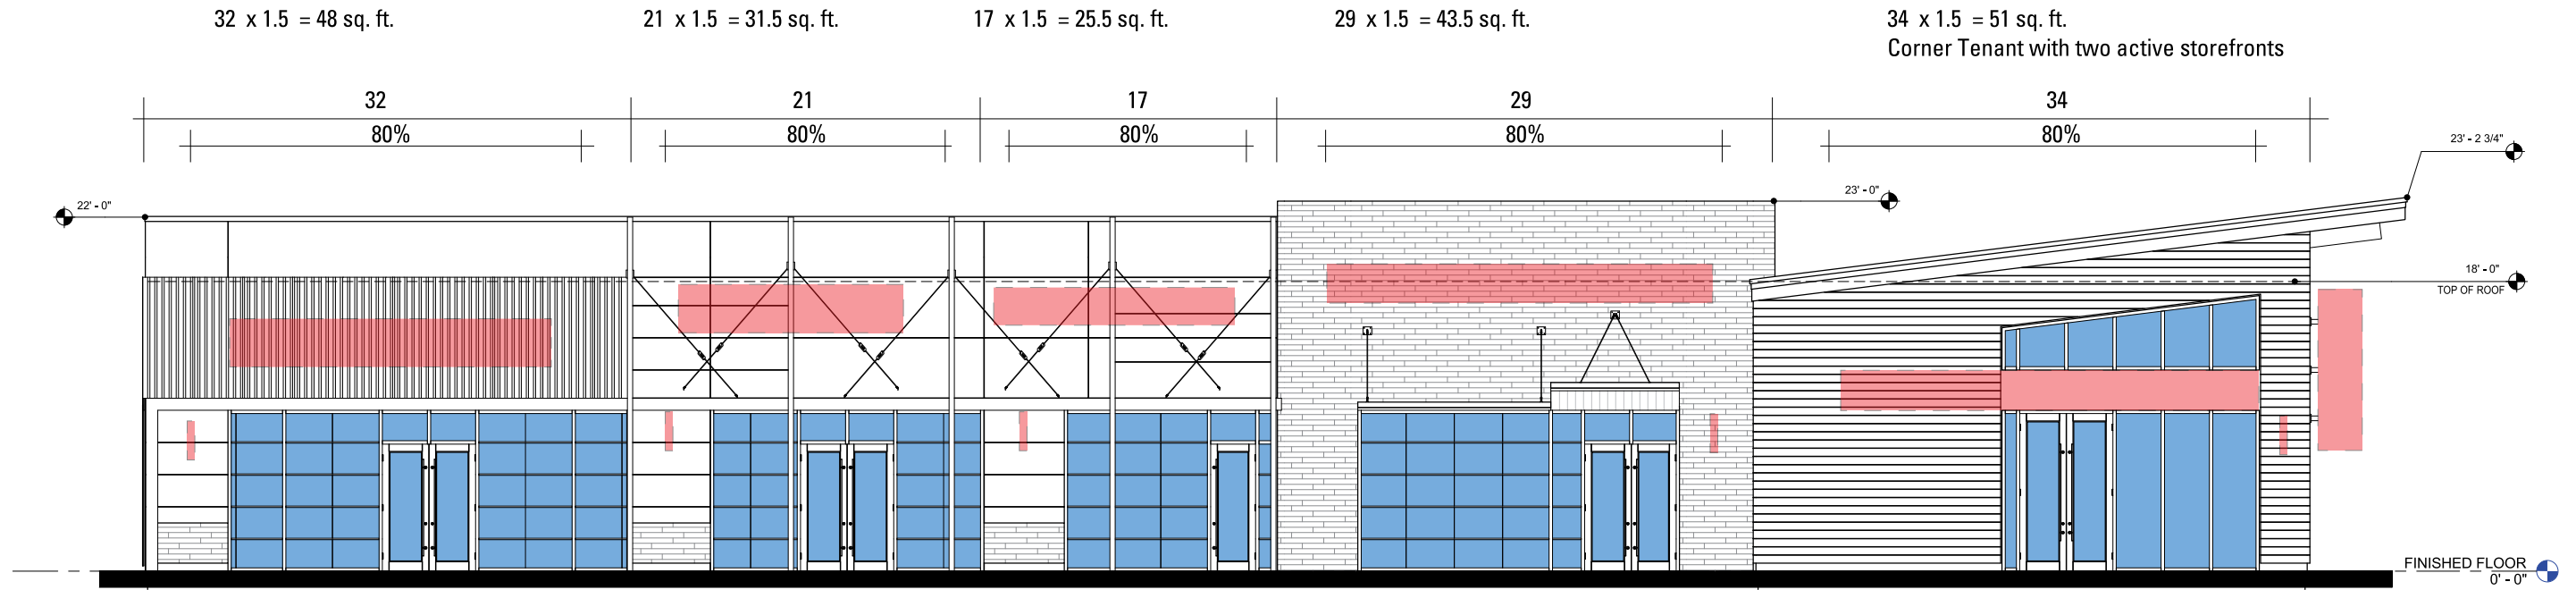 32 x 1.5 = 48 sq. ft.
21 x 1.5 = 31.5 sq. ft.
17 x 1.5 = 25.5 sq. ft.
29 x 1.5 = 43.5 sq. ft.
34 x 1.5 = 51 sq. ft.
Corner Tenant with two active storefronts
32
21
17
29
34
80%
80%
80%
80%
80%
23' - 2 3/4"
23' - 0"
22' - 0"
18' - 0"
TOP OF ROOF
FINISHED FLOOR
0' - 0"